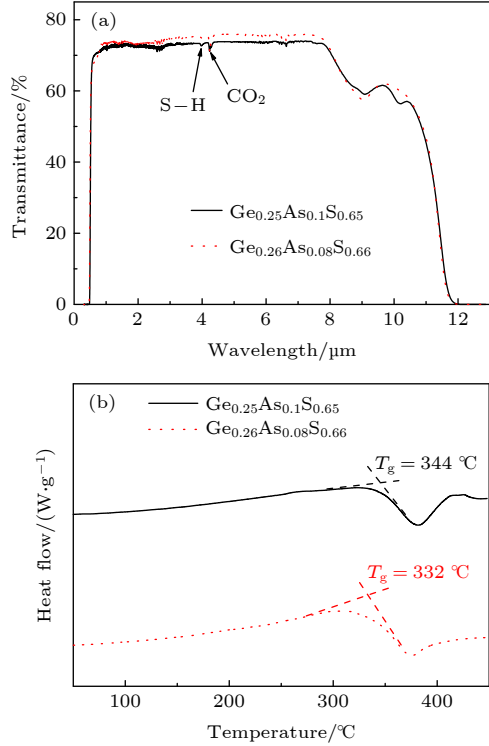 (a)
80
60
40
20
0
Transmittance/%
S−H
CO₂
Ge₀.₂₅As₀.₁S₀.₆₅
Ge₀.₂₆As₀.₀₈S₀.₆₆
0 2 4 6 8 10 12
Wavelength/μm
(b)
Ge₀.₂₅As₀.₁S₀.₆₅
Ge₀.₂₆As₀.₀₈S₀.₆₆
Tg = 344 ℃
Tg = 332 ℃
Heat flow/(W·g⁻¹)
100 200 300 400
Temperature/℃